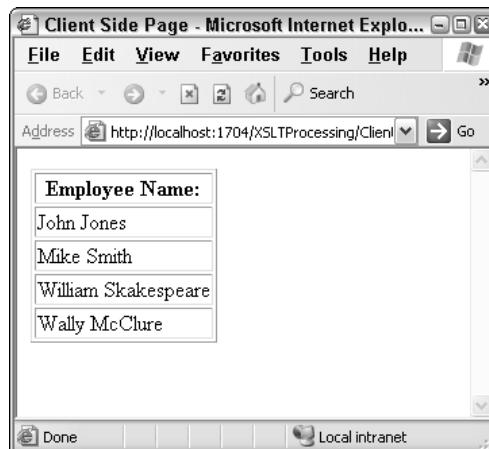 Client Side Page - Microsoft Internet Explo...
File Edit View Favorites Tools Help
Back Search »
Address http://localhost:1704/XSLTProcessing/Client Go
Employee Name:
John Jones
Mike Smith
William Skakespeare
Wally McClure
Done Local intranet